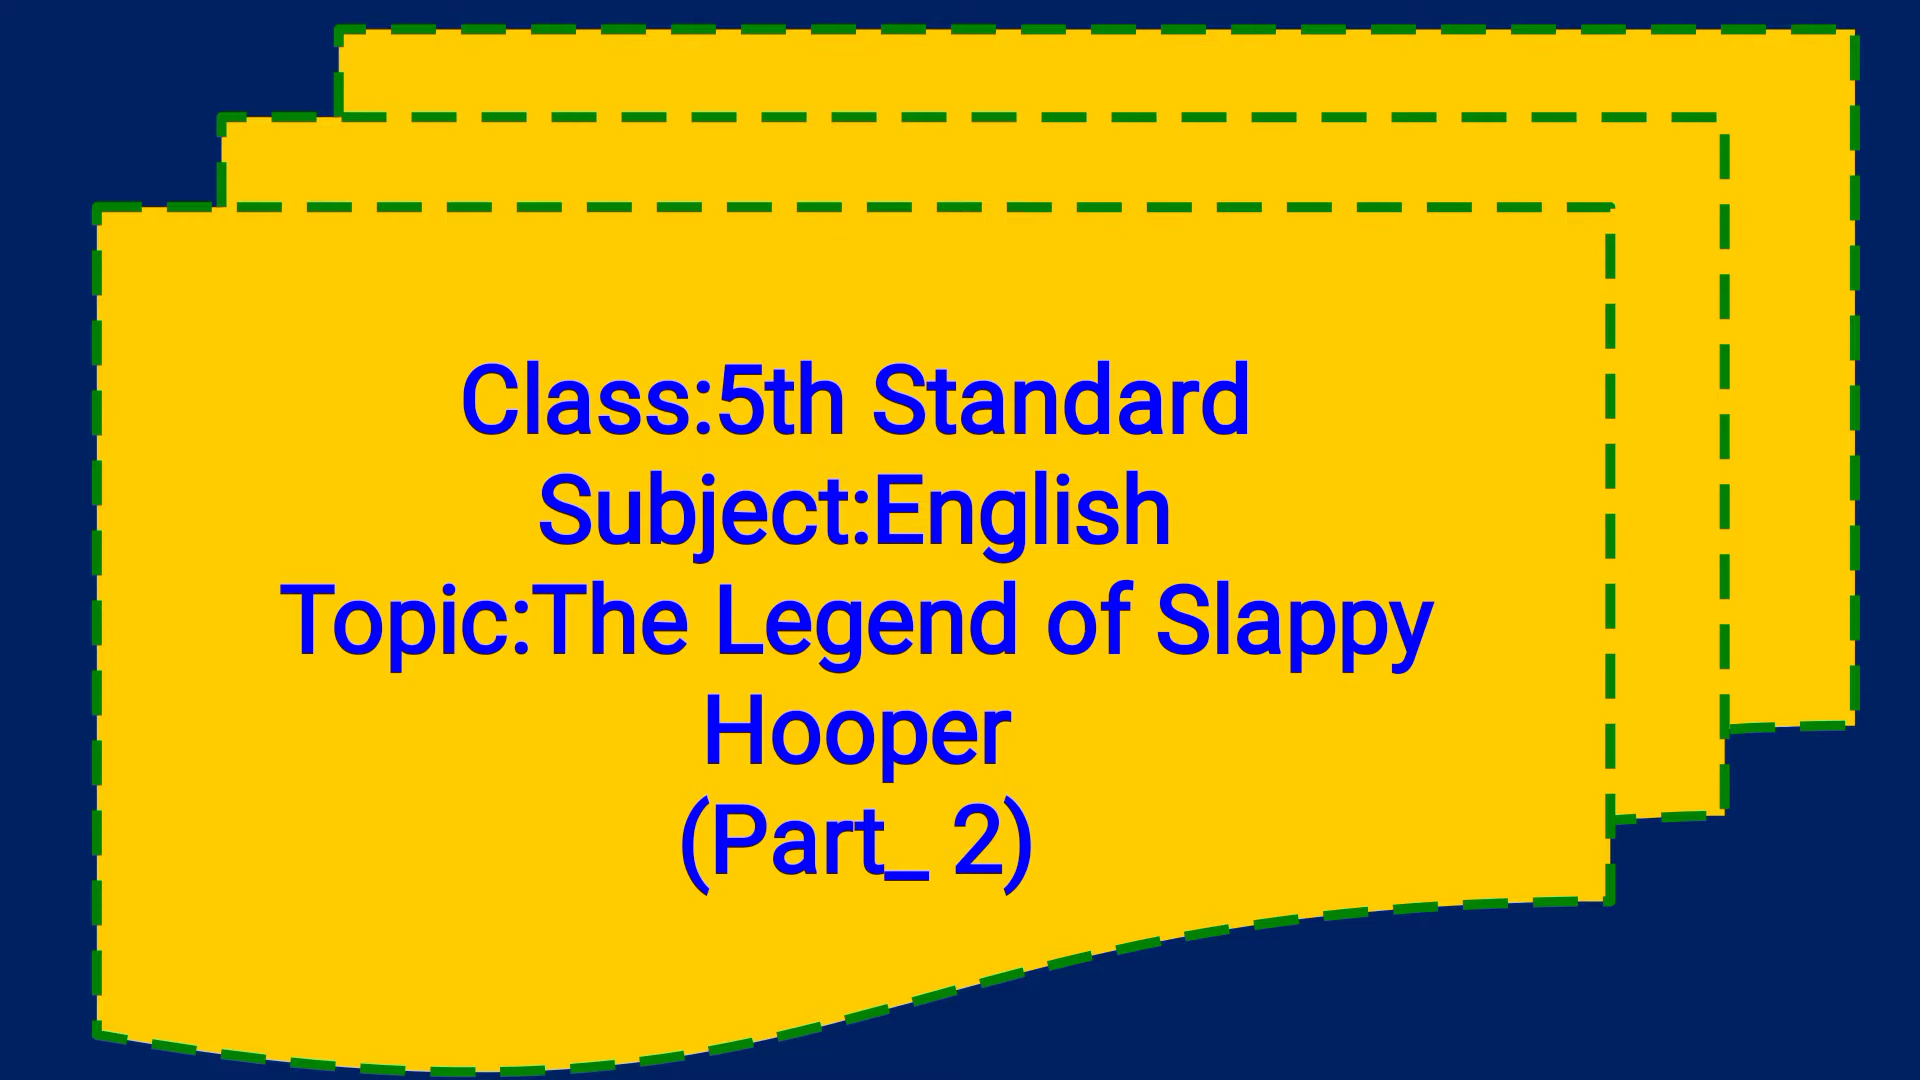 Class:5th Standard
Subject:English
Topic:The Legend of Slappy
Hooper
(Part_ 2)